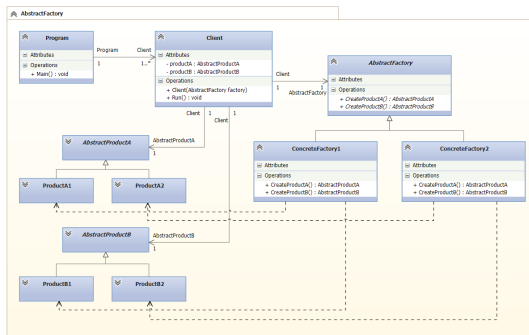 AbstractFactory
Program
Attributes
Operations
+ Main() : void
Program
Client
1
1..*
Client
Attributes
- productA : AbstractProductA
- productB : AbstractProductB
Operations
+ Client(AbstractFactory factory)
+ Run() : void
Client
1
1
AbstractFactory
AbstractFactory
Attributes
Operations
+ CreateProductA() : AbstractProductA
+ CreateProductB() : AbstractProductB
Client
1
1
Client
AbstractProductA
AbstractProductA
1
ProductA1
ProductA2
ConcreteFactory1
Attributes
Operations
+ CreateProductA() : AbstractProductA
+ CreateProductB() : AbstractProductB
ConcreteFactory2
Attributes
Operations
+ CreateProductA() : AbstractProductA
+ CreateProductB() : AbstractProductB
AbstractProductB
AbstractProductB
1
ProductB1
ProductB2